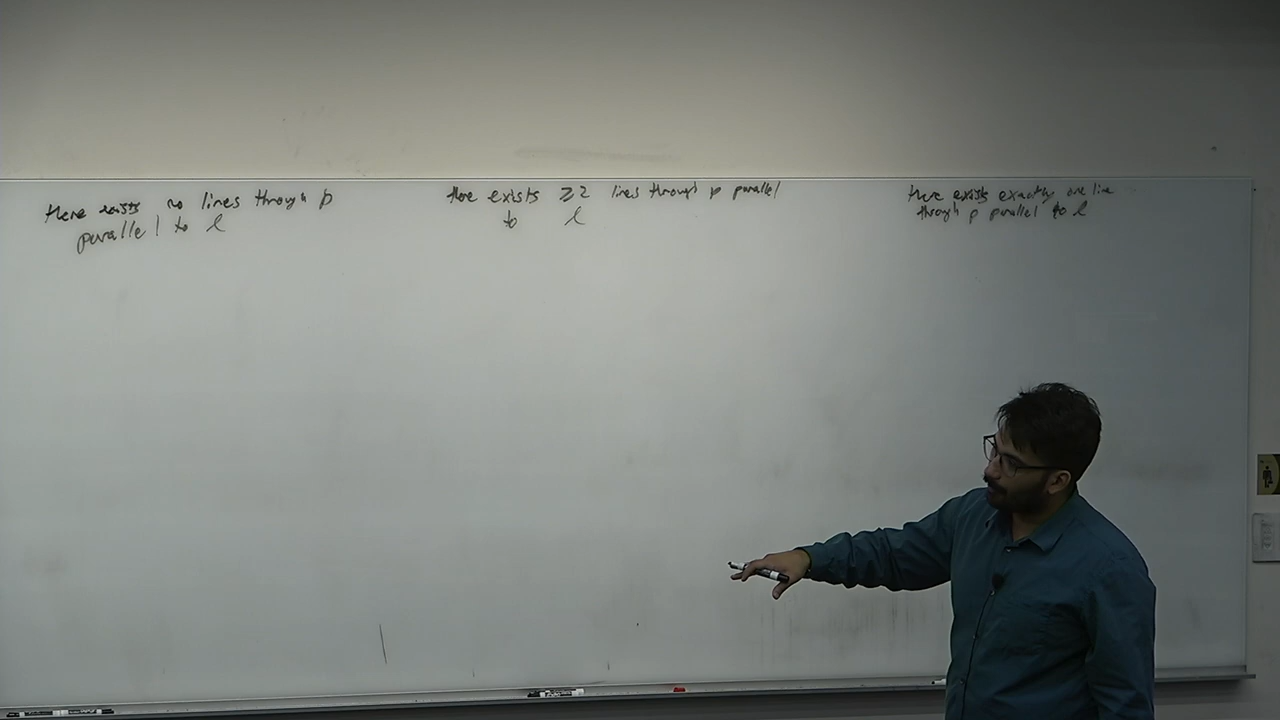 there exists no lines through p
parallel to l
there exists ≥2 lines through p parallel
to l
there exists exactly one line
through p parallel to l